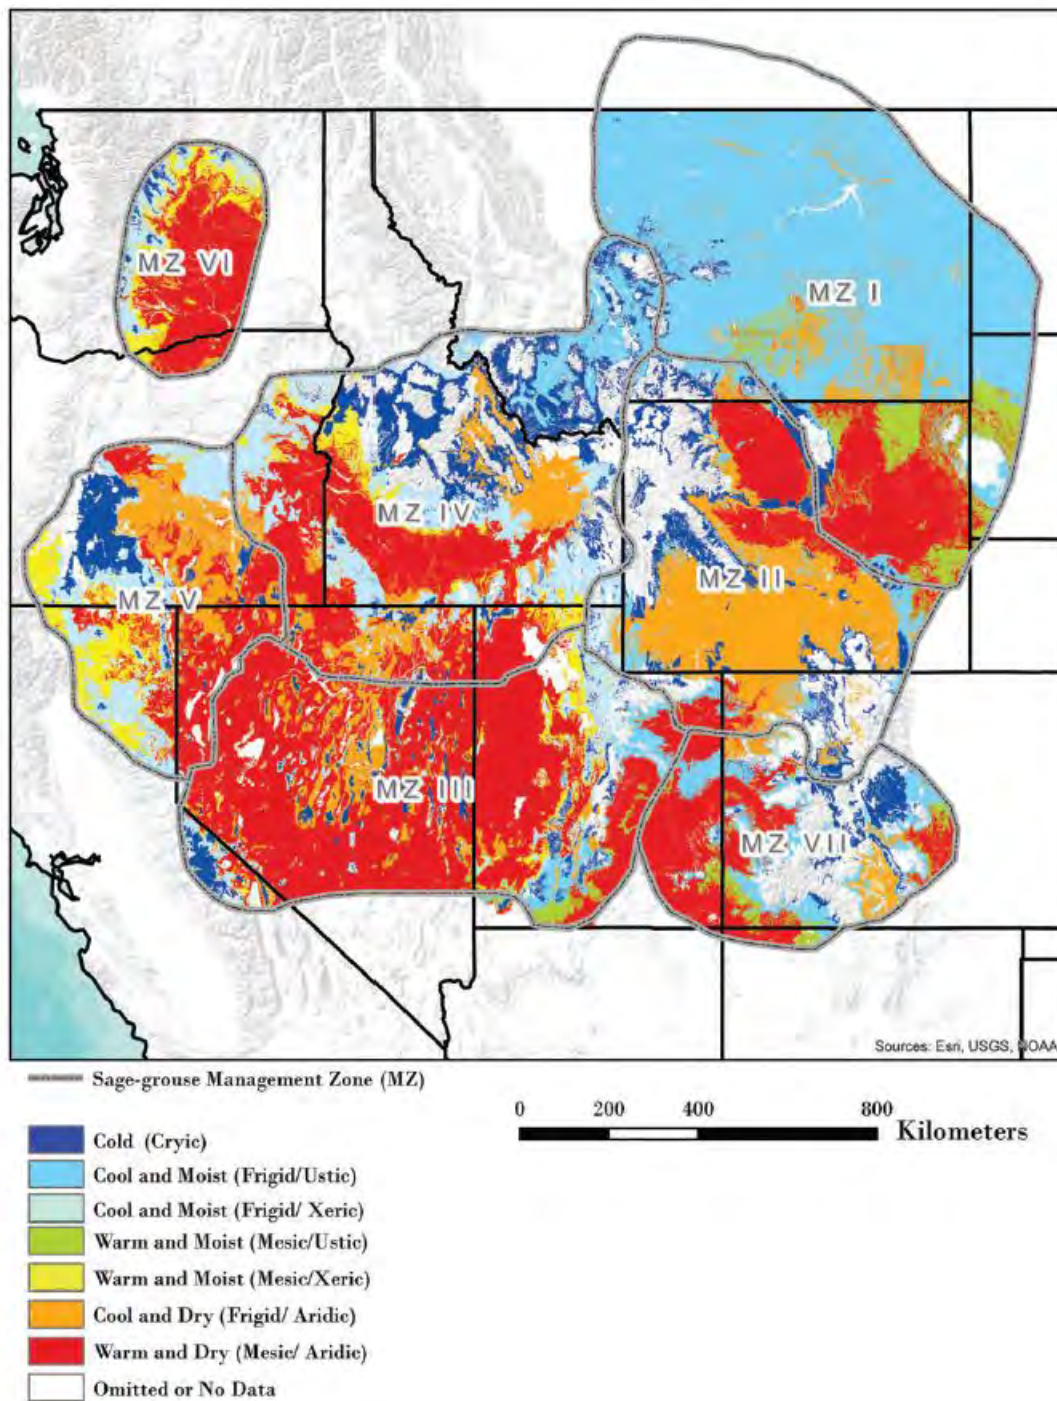 MZ VI
MZ I
MZ IV
MZ II
MZ V
MZ III
MZ VII
Sources: Esri, USGS, NOAA
Sage-grouse Management Zone (MZ)
0 200 400 800
Kilometers
Cold (Cryic)
Cool and Moist (Frigid/Ustic)
Cool and Moist (Frigid/ Xeric)
Warm and Moist (Mesic/Ustic)
Warm and Moist (Mesic/Xeric)
Cool and Dry (Frigid/ Aridic)
Warm and Dry (Mesic/ Aridic)
Omitted or No Data